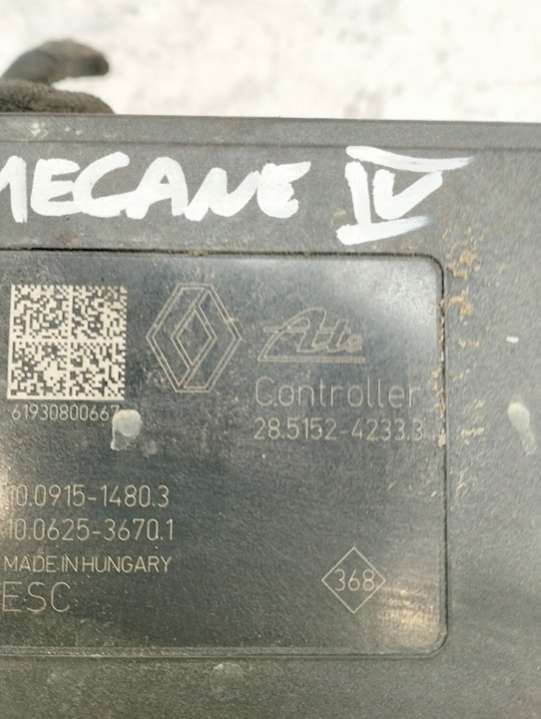 MECANE IV
Ate
Controller
61930800667
28.5152-4233.3
10.0915-1480.3
10.0625-3670.1
MADE IN HUNGARY
ESC
368